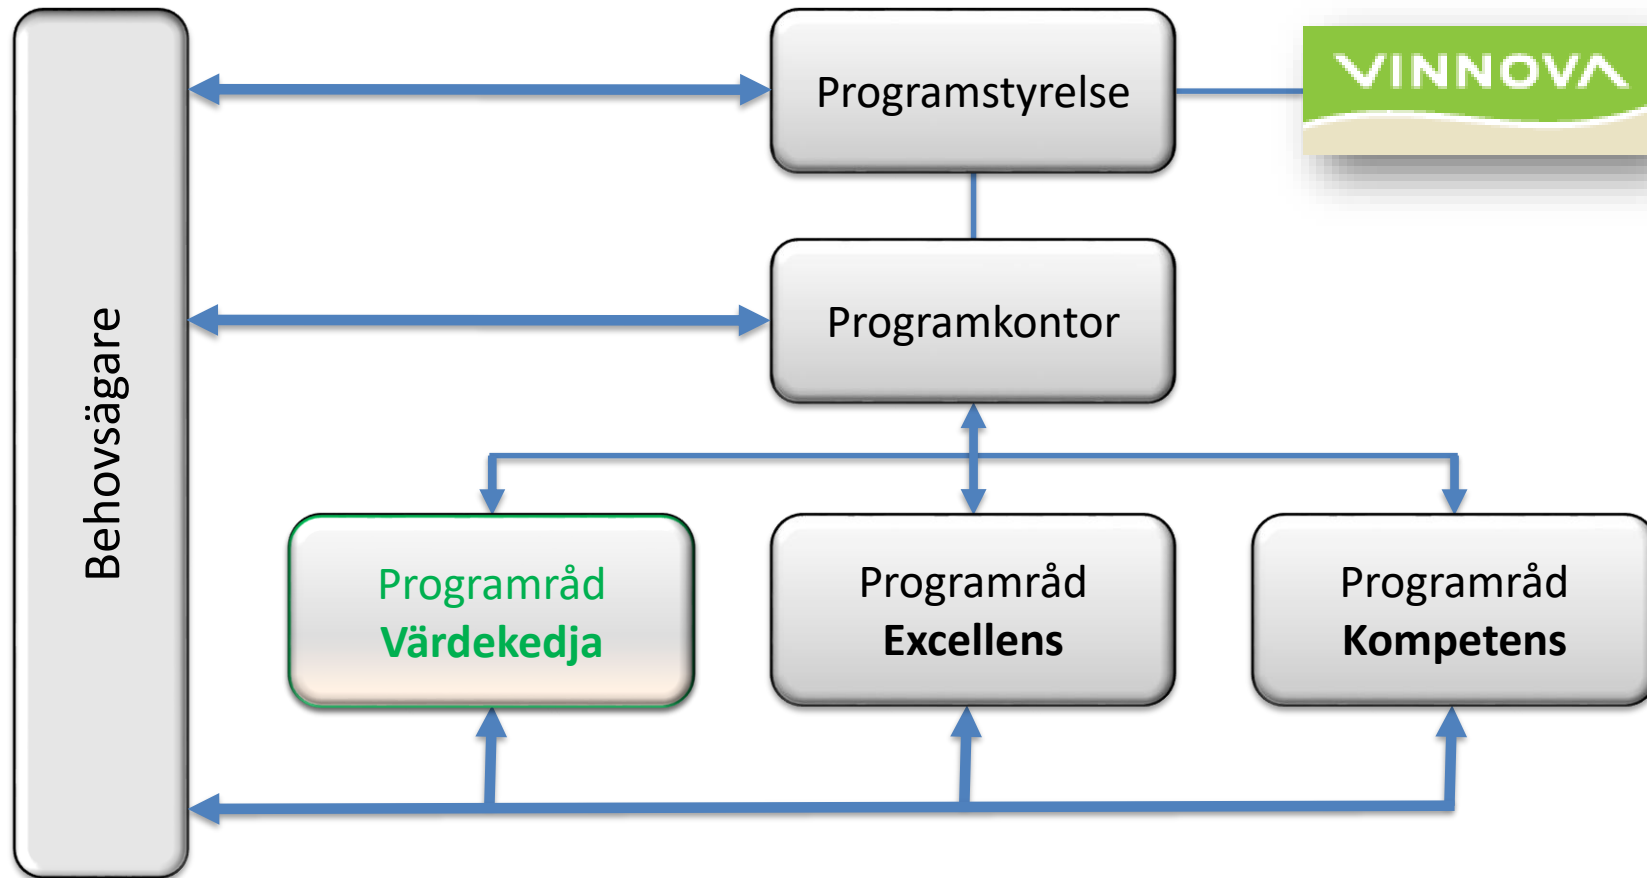 Behovsägare
Programstyrelse
VINNOVA
Programkontor
Programråd
Värdekedja
Programråd
Excellens
Programråd
Kompetens